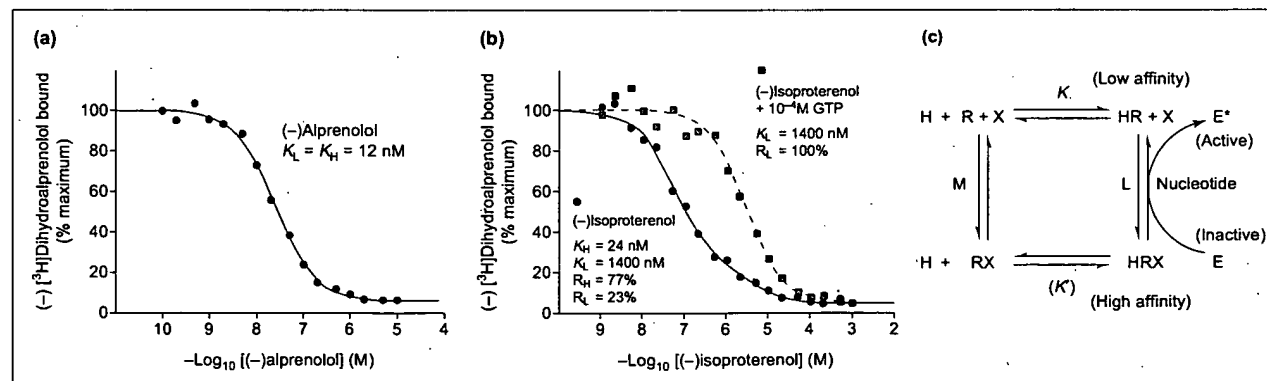 (a)
(–) [³H]Dihydroalprenolol bound
(% maximum)
100
80
60
40
20
0
(–)Alprenolol
K_L = K_H = 12 nM
10 9 8 7 6 5 4
–Log₁₀ [(–)alprenolol] (M)
(b)
(–) [³H]Dihydroalprenolol bound
(% maximum)
100
80
60
40
20
0
(–)Isoproterenol
+ 10⁻⁴M GTP
K_L = 1400 nM
R_L = 100%
(–)Isoproterenol
K_H = 24 nM
K_L = 1400 nM
R_H = 77%
R_L = 23%
9 8 7 6 5 4 3 2
–Log₁₀ [(–)isoproterenol] (M)
(c)
K (Low affinity)
H + R + X HR + X E*
(Active)
M L Nucleotide
(Inactive)
H + RX HRX E
(K') (High affinity)